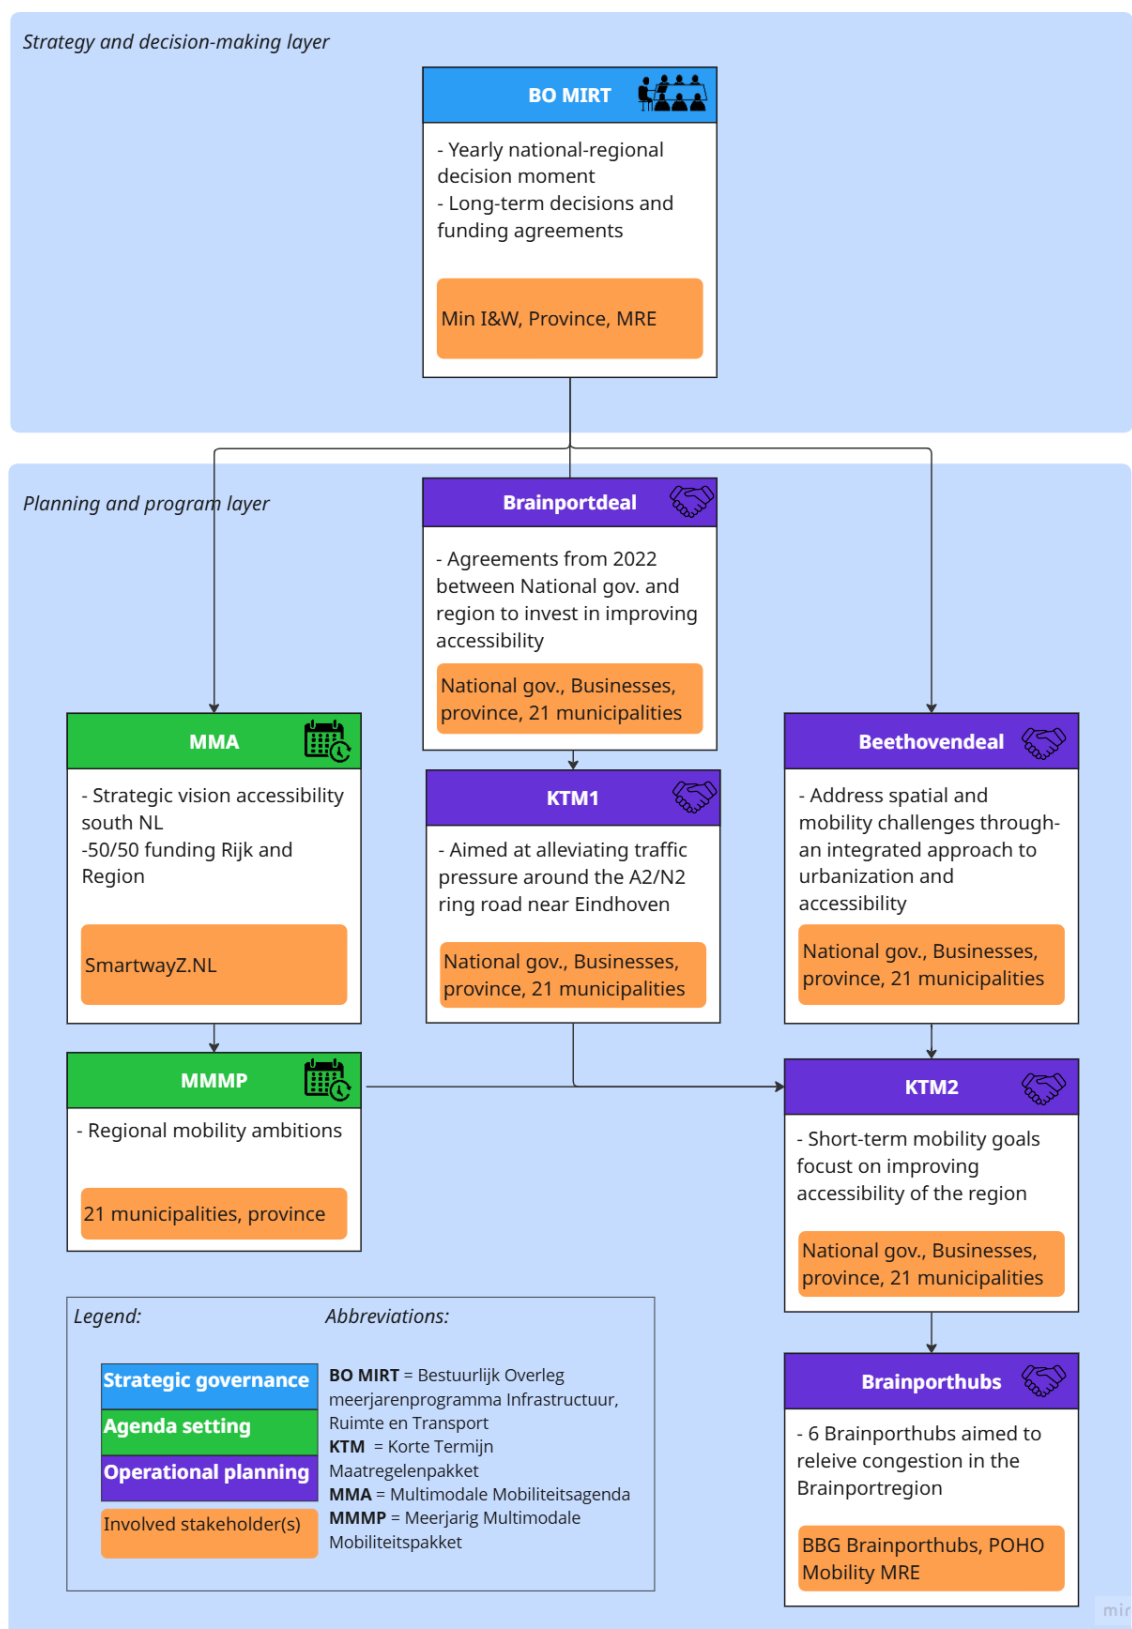 Strategy and decision-making layer
BO MIRT
- Yearly national-regional
decision moment
- Long-term decisions and
funding agreements
Min I&W, Province, MRE
Planning and program layer
Brainportdeal
- Agreements from 2022
between National gov. and
region to invest in improving
accessibility
National gov., Businesses,
province, 21 municipalities
MMA
- Strategic vision accessibility
south NL
-50/50 funding Rijk and
Region
SmartwayZ.NL
KTM1
- Aimed at alleviating traffic
pressure around the A2/N2
ring road near Eindhoven
National gov., Businesses,
province, 21 municipalities
Beethovendeal
- Address spatial and
mobility challenges through-
an integrated approach to
urbanization and
accessibility
National gov., Businesses,
province, 21 municipalities
MMMP
- Regional mobility ambitions
21 municipalities, province
KTM2
- Short-term mobility goals
focust on improving
accessibility of the region
National gov., Businesses,
province, 21 municipalities
Brainporthubs
- 6 Brainporthubs aimed to
releive congestion in the
Brainportregion
BBG Brainporthubs, POHO
Mobility MRE
Legend:
Strategic governance
Agenda setting
Operational planning
Involved stakeholder(s)
Abbreviations:
BO MIRT = Bestuurlijk Overleg
meerjarenprogramma Infrastructuur,
Ruimte en Transport
KTM = Korte Termijn
Maatregelenpakket
MMA = Multimodale Mobiliteitsagenda
MMMP = Meerjarig Multimodale
Mobiliteitspakket